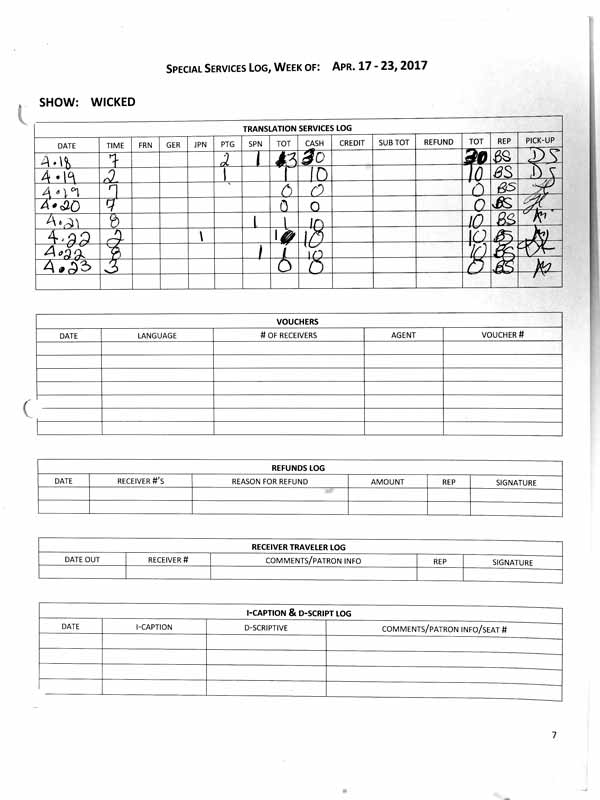 SPECIAL SERVICES LOG, WEEK OF: APR. 17 - 23, 2017
SHOW: WICKED
TRANSLATION SERVICES LOG
DATE TIME FRN GER JPN PTG SPN TOT CASH CREDIT SUB TOT REFUND TOT REP PICK-UP
4.18 7 2 1 3 30 30 BS DS
4.19 2 1 1 10 10 BS DS
4.19 7 0 0 0 BS
4.20 7 0 0 0 BS
4.21 8 1 1 10 10 BS
4.22 2 1 1 10 10 BS
4.22 8 1 1 10 10 BS
4.23 3 0 0 0 BS
VOUCHERS
DATE LANGUAGE # OF RECEIVERS AGENT VOUCHER #
REFUNDS LOG
DATE RECEIVER #'S REASON FOR REFUND AMOUNT REP SIGNATURE
RECEIVER TRAVELER LOG
DATE OUT RECEIVER # COMMENTS/PATRON INFO REP SIGNATURE
I-CAPTION & D-SCRIPT LOG
DATE I-CAPTION D-SCRIPTIVE COMMENTS/PATRON INFO/SEAT #
7